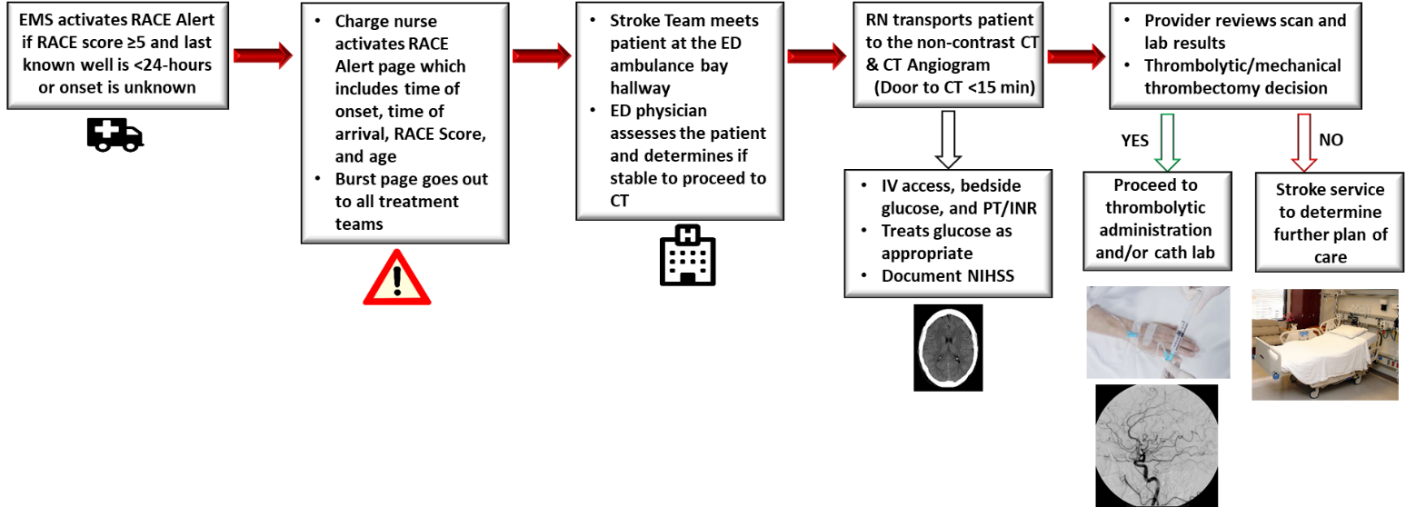 EMS activates RACE Alert
if RACE score ≥5 and last
known well is <24-hours
or onset is unknown
• Charge nurse
activates RACE
Alert page which
includes time of
onset, time of
arrival, RACE Score,
and age
• Burst page goes out
to all treatment
teams
• Stroke Team meets
patient at the ED
ambulance bay
hallway
• ED physician
assesses the patient
and determines if
stable to proceed to
CT
H
RN transports patient
to the non-contrast CT
& CT Angiogram
(Door to CT <15 min)
• IV access, bedside
glucose, and PT/INR
• Treats glucose as
appropriate
• Document NIHSS
• Provider reviews scan and
lab results
• Thrombolytic/mechanical
thrombectomy decision
YES
NO
Proceed to
thrombolytic
administration
and/or cath lab
Stroke service
to determine
further plan of
care